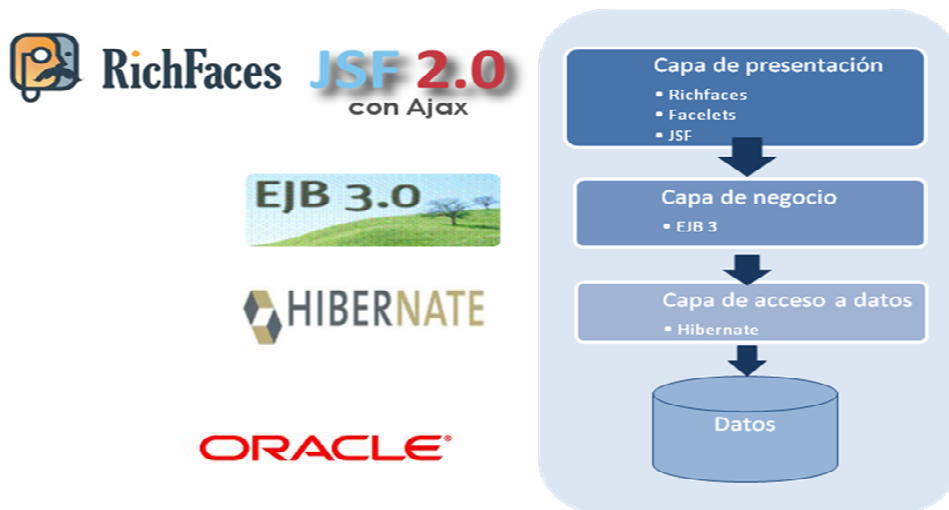 RichFaces
JSF 2.0
con Ajax
EJB 3.0
HIBERNATE
ORACLE®
Capa de presentación
▪ Richfaces
▪ Facelets
▪ JSF
Capa de negocio
▪ EJB 3
Capa de acceso a datos
▪ Hibernate
Datos